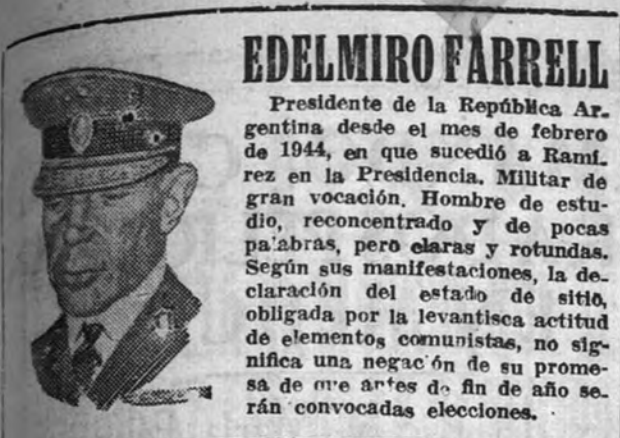 EDELMIRO FARRELL
Presidente de la República Ar-
gentina desde el mes de febrero
de 1944, en que sucedió a Ramí-
rez en la Presidencia. Militar de
gran vocación. Hombre de estu-
dio, reconcentrado y de pocas
palabras, pero claras y rotundas.
Según sus manifestaciones, la de-
claración del estado de sitio,
obligada por la levantisca actitud
de elementos comunistas, no sig-
nifica una negación de su prome-
sa de que antes de fin de año se-
rán convocadas elecciones.